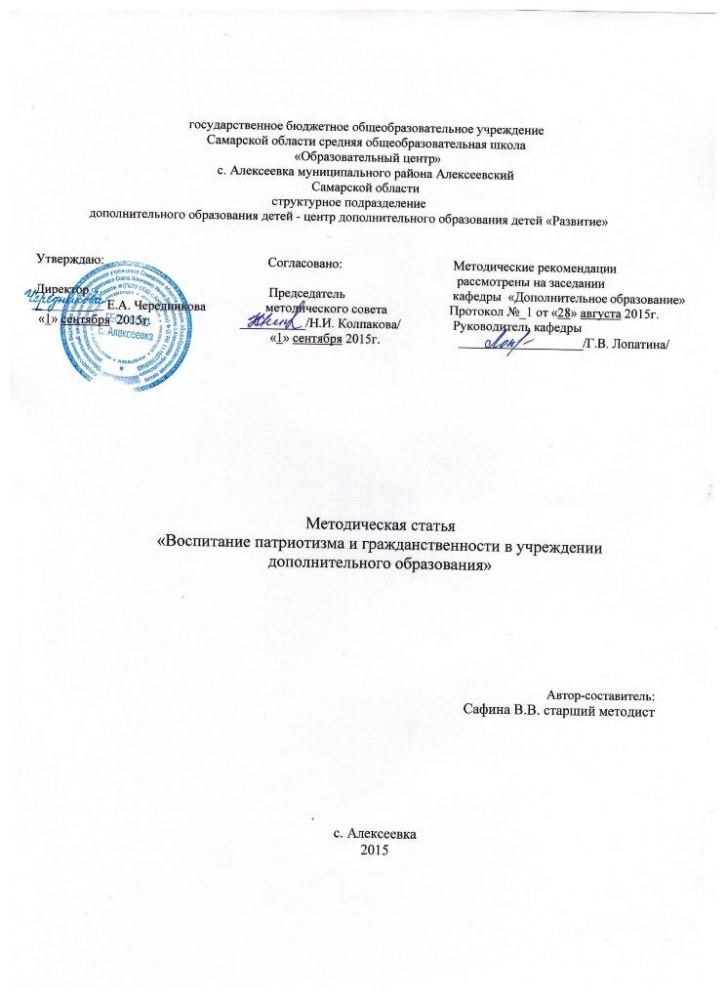 государственное бюджетное общеобразовательное учреждение
Самарской области средняя общеобразовательная школа
«Образовательный центр»
с. Алексеевка муниципального района Алексеевский
Самарской области
структурное подразделение
дополнительного образования детей - центр дополнительного образования детей «Развитие»
Утверждаю:
Директор
Чередникова Е.А. Чередникова
«1» сентября 2015г.
с. Алексеевка
Согласовано:
Председатель
методического совета
/Н.И. Колпакова/
«1» сентября 2015г.
Методические рекомендации
рассмотрены на заседании
кафедры «Дополнительное образование»
Протокол №_1 от «28» августа 2015г.
Руководитель кафедры
/Г.В. Лопатина/
Методическая статья
«Воспитание патриотизма и гражданственности в учреждении
дополнительного образования»
Автор-составитель:
Сафина В.В. старший методист
с. Алексеевка
2015